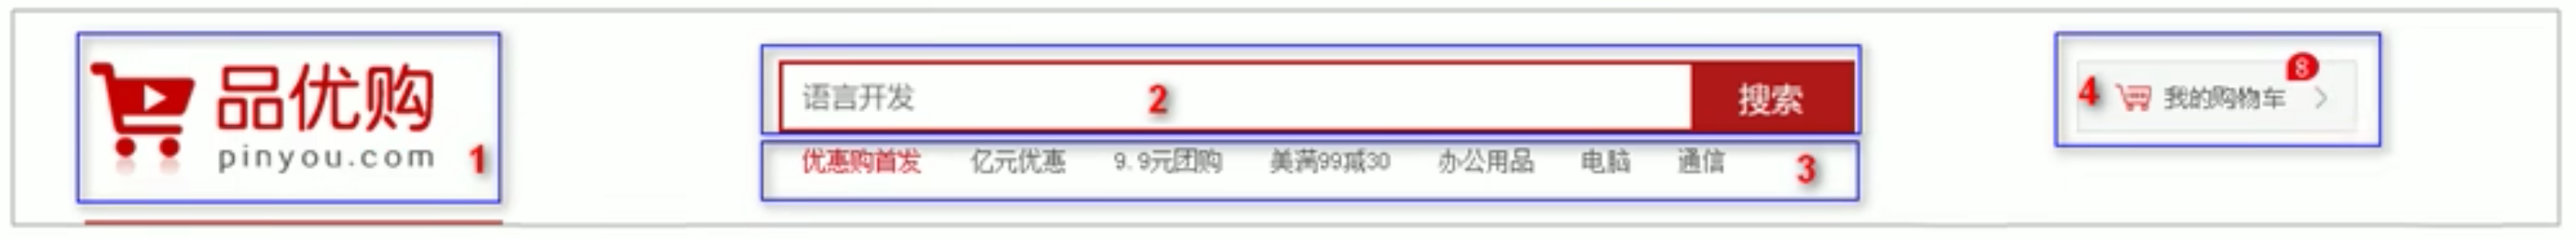 品优购
pinyou.com
1
语言开发
2
搜索
优惠购首发 亿元优惠 9.9元团购 美满99减30 办公用品 电脑 通信
3
4
我的购物车
8